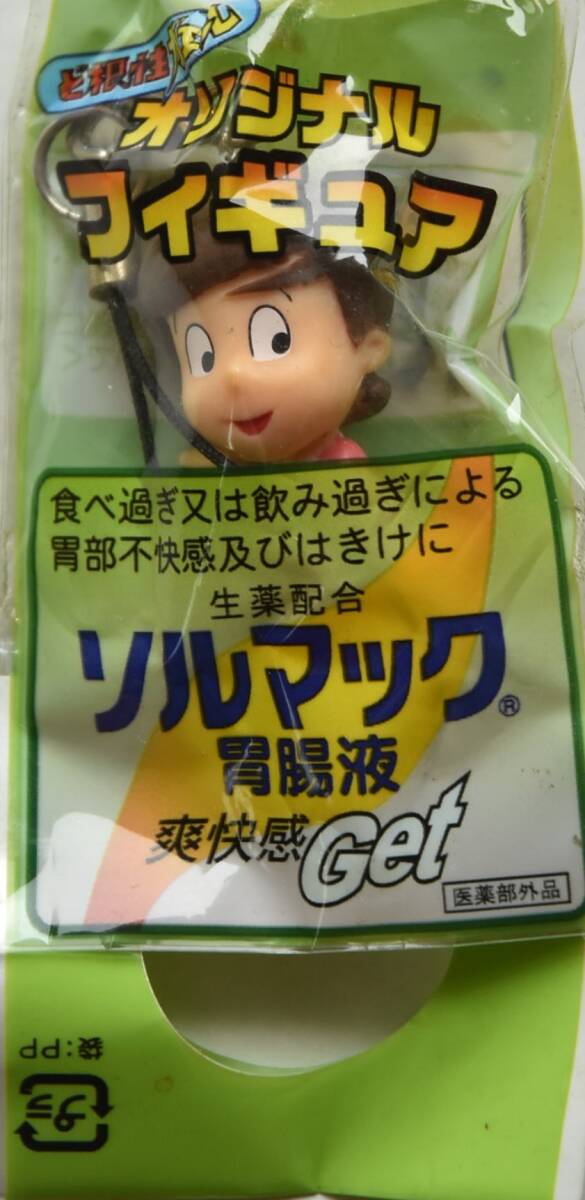 ど根性ガエル
オリジナル
フィギュア
食べ過ぎ又は飲み過ぎによる
胃部不快感及びはきけに
生薬配合
ソルマック®
胃腸液
爽快感Get
医薬部外品
袋:PP
プラ